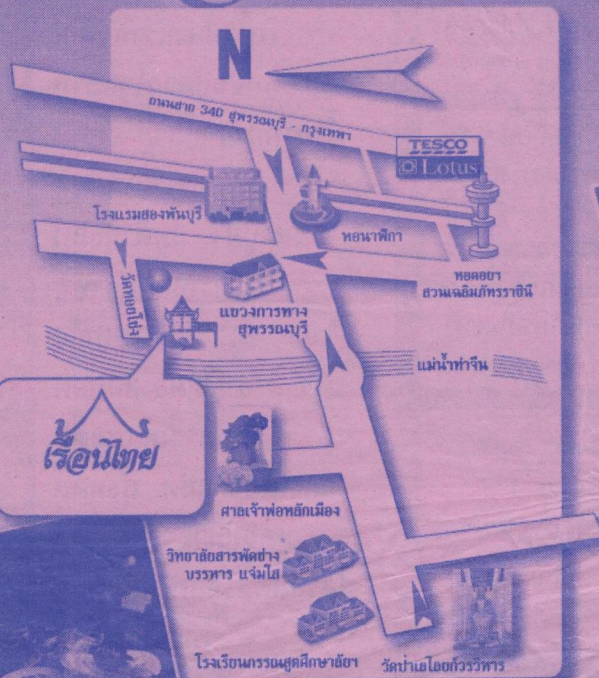 N
ถนนสาย 340 สุพรรณบุรี - กรุงเทพฯ
TESCO
Lotus
โรงแรมสองพันบุรี
หอนาฬิกา
หอคอยฯ
สวนเฉลิมภัทรราชินี
วัดหอยโข่ง
แขวงการทาง
สุพรรณบุรี
แม่น้ำท่าจีน
เรือนไทย
ศาลเจ้าพ่อหลักเมือง
วิทยาลัยสารพัดช่าง
บรรหาร แจ่มใส
โรงเรียนกรรณสูตศึกษาลัยฯ
วัดป่าเลไลยก์วรวิหาร